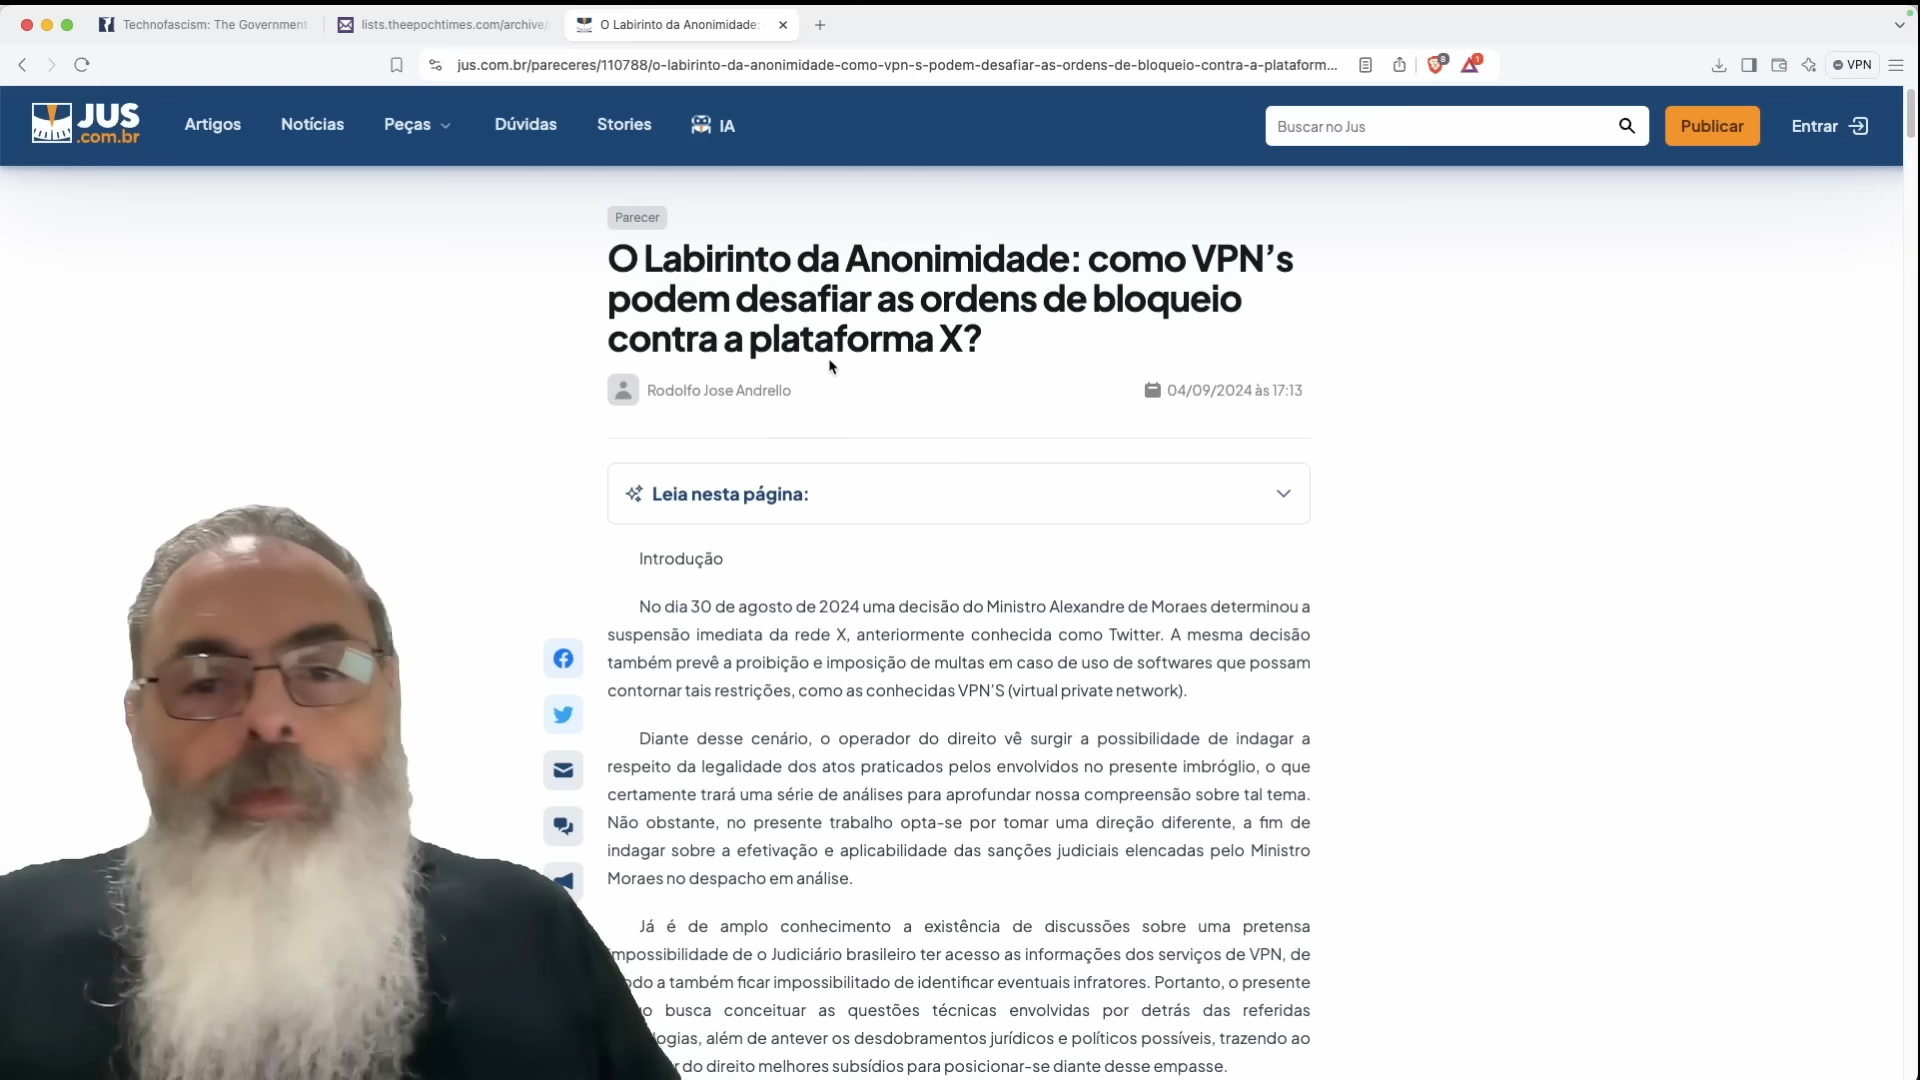 Technofascism: The Government
lists.theepochtimes.com/archive/
O Labirinto da Anonimidade:
jus.com.br/pareceres/110788/o-labirinto-da-anonimidade-como-vpn-s-podem-desafiar-as-ordens-de-bloqueio-contra-a-plataform...
8
1
VPN
JUS
.com.br
Artigos
Notícias
Peças
Dúvidas
Stories
IA
Buscar no Jus
Publicar
Entrar
Parecer
O Labirinto da Anonimidade: como VPN’s
podem desafiar as ordens de bloqueio
contra a plataforma X?
Rodolfo Jose Andrello
04/09/2024 às 17:13
Leia nesta página:
Introdução
No dia 30 de agosto de 2024 uma decisão do Ministro Alexandre de Moraes determinou a
suspensão imediata da rede X, anteriormente conhecida como Twitter. A mesma decisão
também prevê a proibição e imposição de multas em caso de uso de softwares que possam
contornar tais restrições, como as conhecidas VPN’S (virtual private network).
Diante desse cenário, o operador do direito vê surgir a possibilidade de indagar a
respeito da legalidade dos atos praticados pelos envolvidos no presente imbróglio, o que
certamente trará uma série de análises para aprofundar nossa compreensão sobre tal tema.
Não obstante, no presente trabalho opta-se por tomar uma direção diferente, a fim de
indagar sobre a efetivação e aplicabilidade das sanções judiciais elencadas pelo Ministro
Moraes no despacho em análise.
Já é de amplo conhecimento a existência de discussões sobre uma pretensa
mpossibilidade de o Judiciário brasileiro ter acesso as informações dos serviços de VPN, de
do a também ficar impossibilitado de identificar eventuais infratores. Portanto, o presente
o busca conceituar as questões técnicas envolvidas por detrás das referidas
logias, além de antever os desdobramentos jurídicos e políticos possíveis, trazendo ao
r do direito melhores subsídios para posicionar-se diante desse empasse.